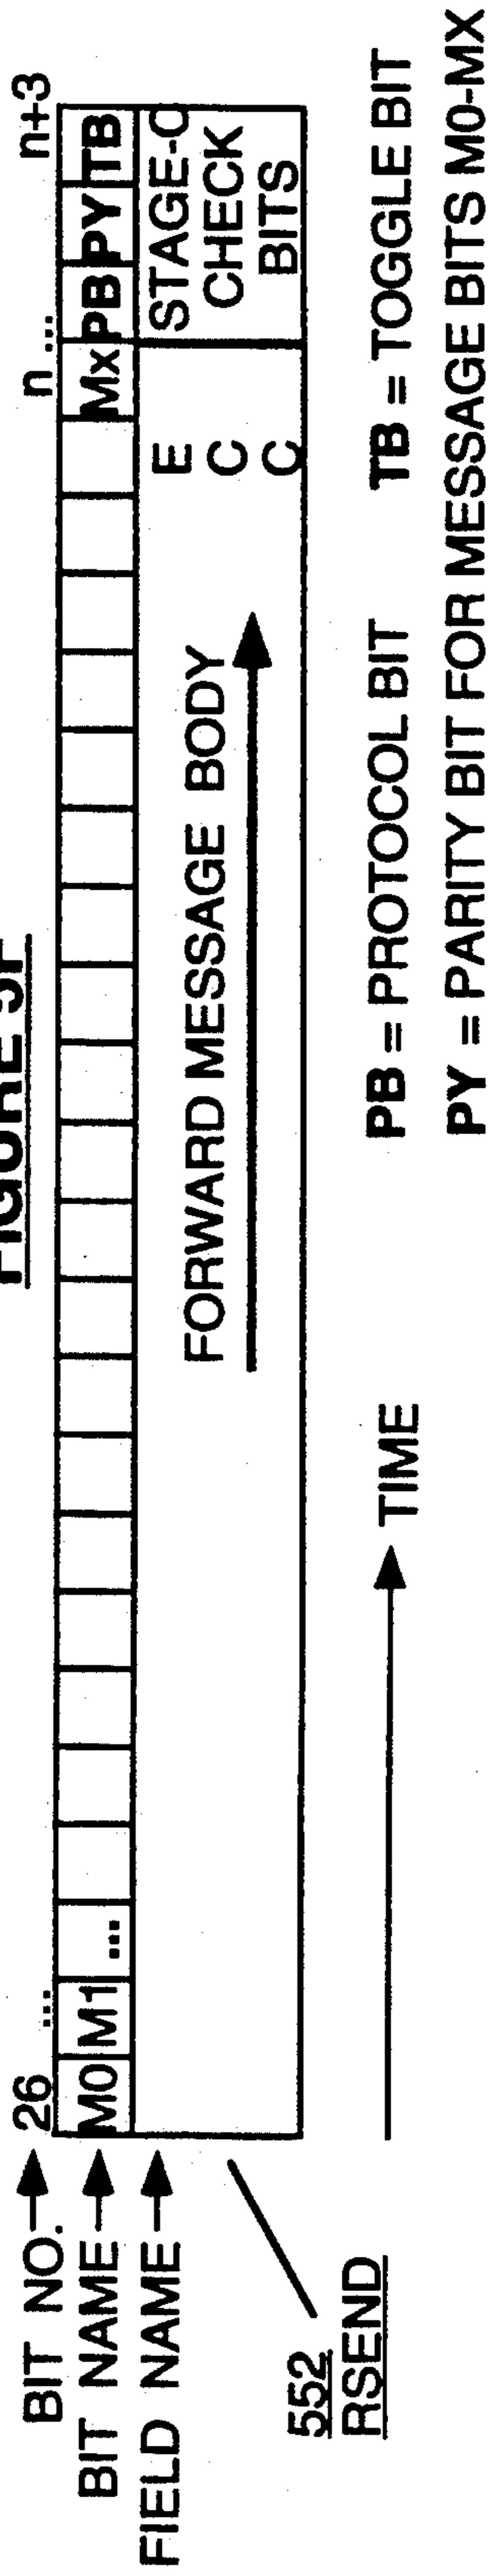 FIGURE 5F
BIT NO. 26 ... n ... n+3
BIT NAME M0 M1 ... Mx PB PY TB
FIELD NAME
FORWARD MESSAGE BODY
E
C
C
STAGE-C
CHECK
BITS
552
RSEND
TIME
PB = PROTOCOL BIT
TB = TOGGLE BIT
PY = PARITY BIT FOR MESSAGE BITS M0-MX